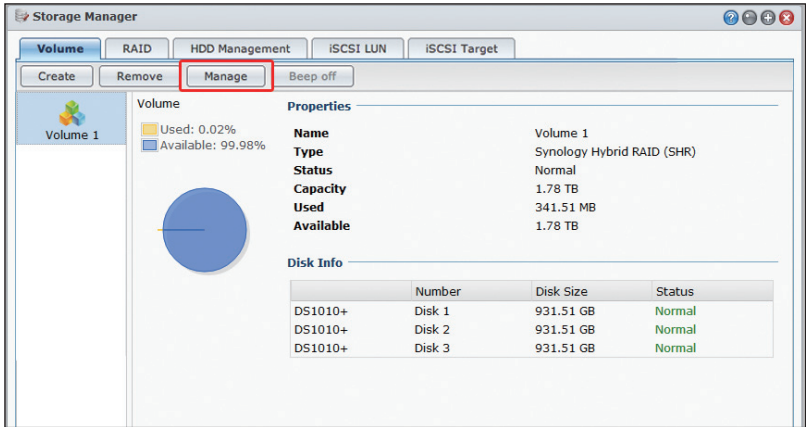 Storage Manager
Volume RAID HDD Management iSCSI LUN iSCSI Target
Create Remove Manage Beep off
Volume 1
Volume
Used: 0.02%
Available: 99.98%
Properties
Name Volume 1
Type Synology Hybrid RAID (SHR)
Status Normal
Capacity 1.78 TB
Used 341.51 MB
Available 1.78 TB
Disk Info
Number Disk Size Status
DS1010+ Disk 1 931.51 GB Normal
DS1010+ Disk 2 931.51 GB Normal
DS1010+ Disk 3 931.51 GB Normal